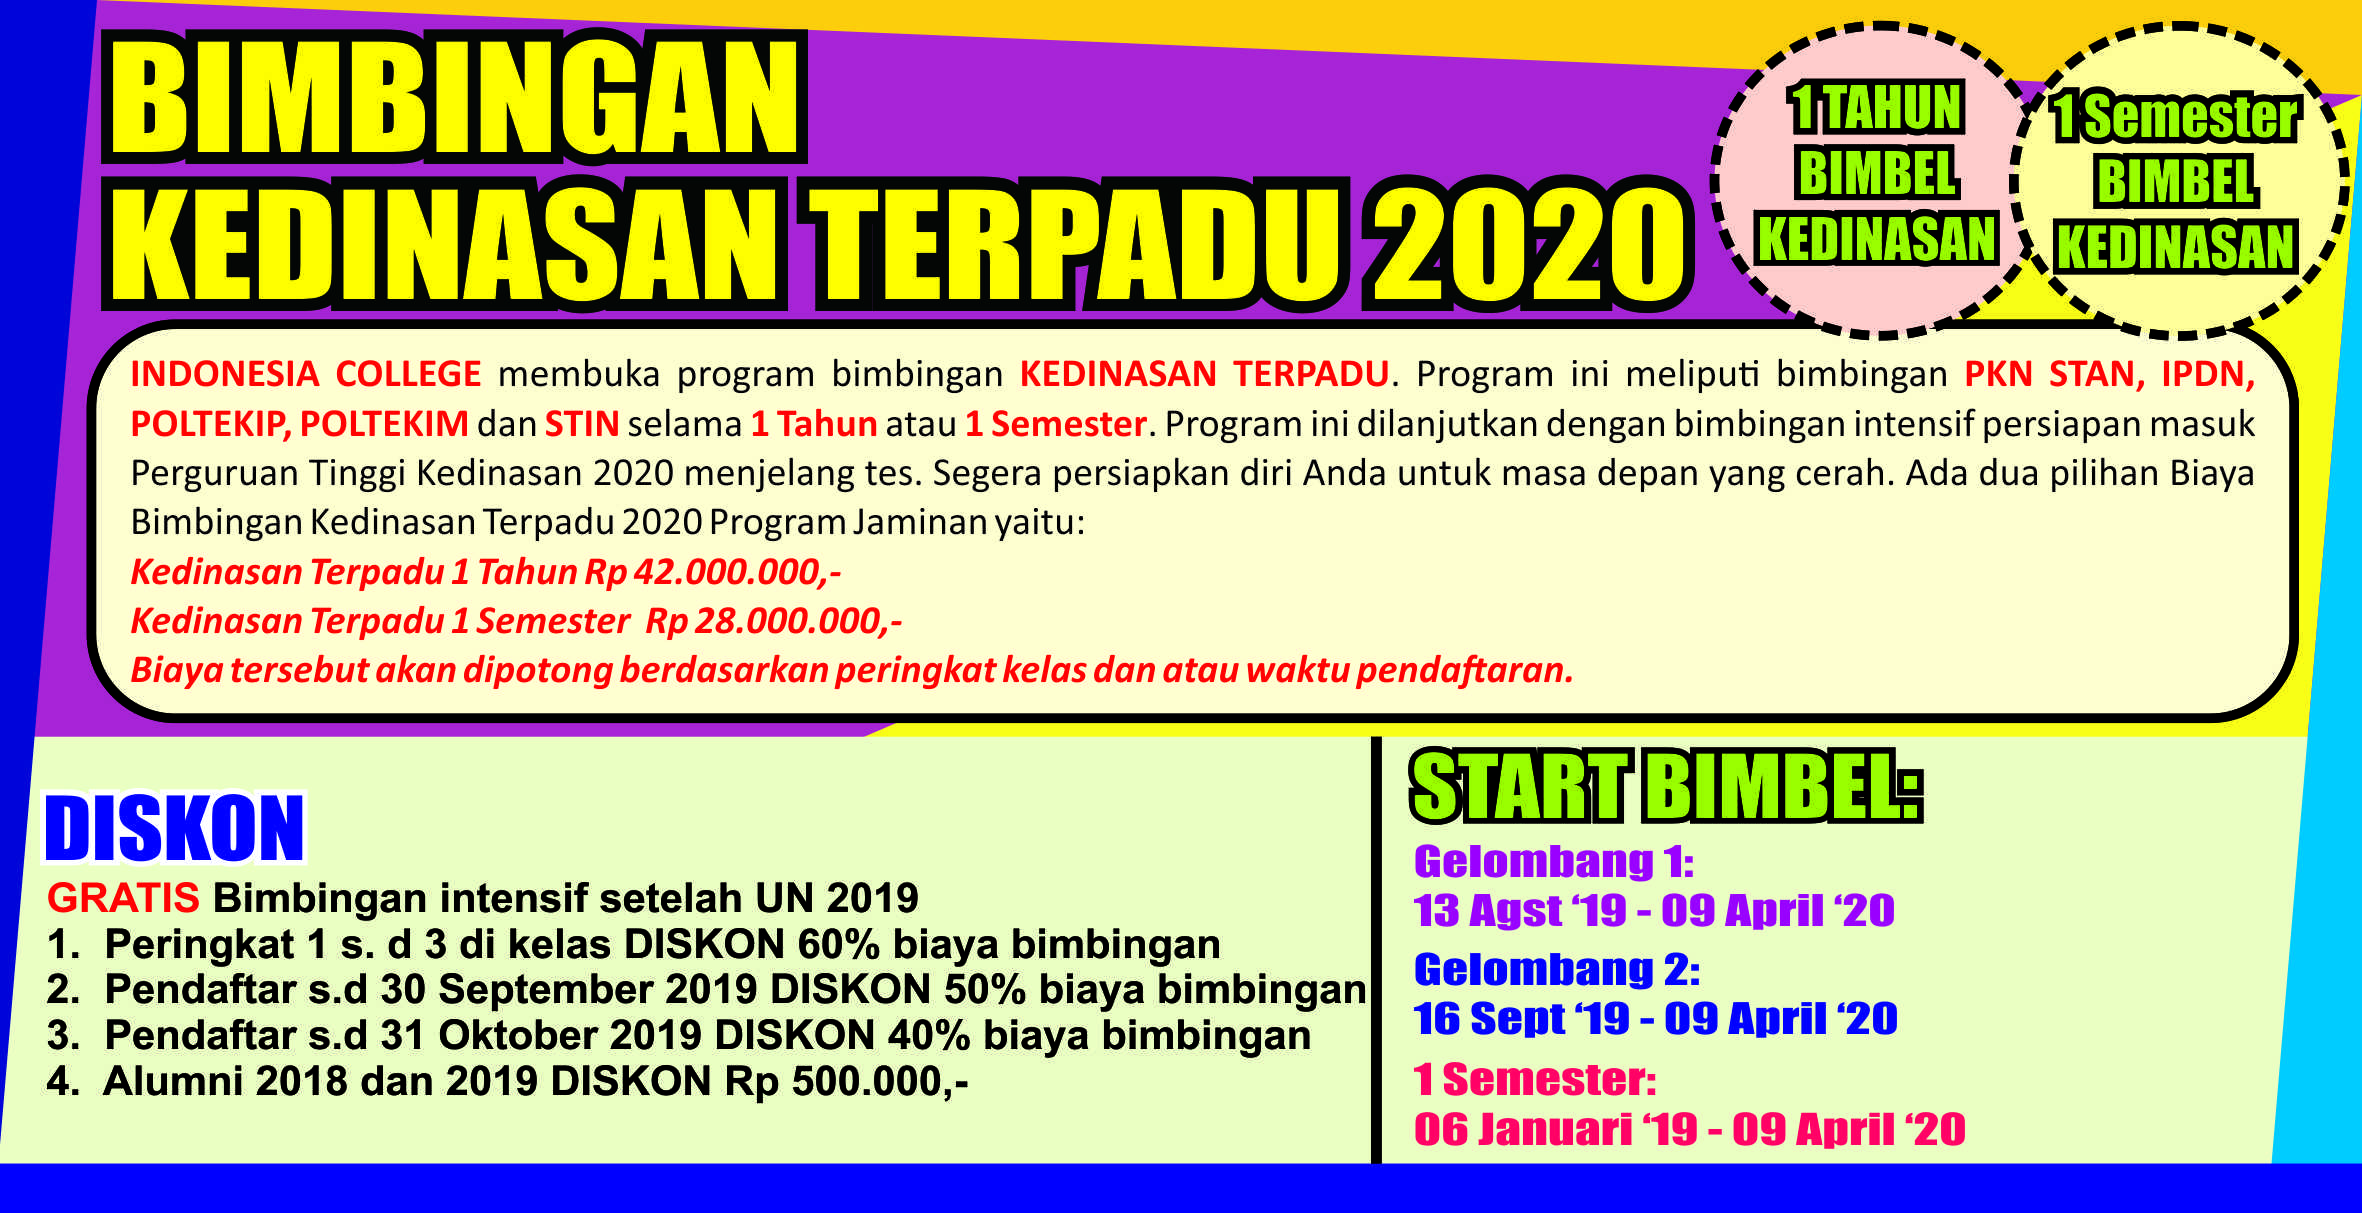 BIMBINGAN
KEDINASAN TERPADU 2020
1 TAHUN
BIMBEL
KEDINASAN
1 Semester
BIMBEL
KEDINASAN
INDONESIA COLLEGE membuka program bimbingan KEDINASAN TERPADU. Program ini meliputi bimbingan PKN STAN, IPDN,
POLTEKIP, POLTEKIM dan STIN selama 1 Tahun atau 1 Semester. Program ini dilanjutkan dengan bimbingan intensif persiapan masuk
Perguruan Tinggi Kedinasan 2020 menjelang tes. Segera persiapkan diri Anda untuk masa depan yang cerah. Ada dua pilihan Biaya
Bimbingan Kedinasan Terpadu 2020 Program Jaminan yaitu:
Kedinasan Terpadu 1 Tahun Rp 42.000.000,-
Kedinasan Terpadu 1 Semester Rp 28.000.000,-
Biaya tersebut akan dipotong berdasarkan peringkat kelas dan atau waktu pendaftaran.
DISKON
GRATIS Bimbingan intensif setelah UN 2019
1. Peringkat 1 s. d 3 di kelas DISKON 60% biaya bimbingan
2. Pendaftar s.d 30 September 2019 DISKON 50% biaya bimbingan
3. Pendaftar s.d 31 Oktober 2019 DISKON 40% biaya bimbingan
4. Alumni 2018 dan 2019 DISKON Rp 500.000,-
START BIMBEL:
Gelombang 1:
13 Agst ‘19 - 09 April ‘20
Gelombang 2:
16 Sept ‘19 - 09 April ‘20
1 Semester:
06 Januari ‘19 - 09 April ‘20